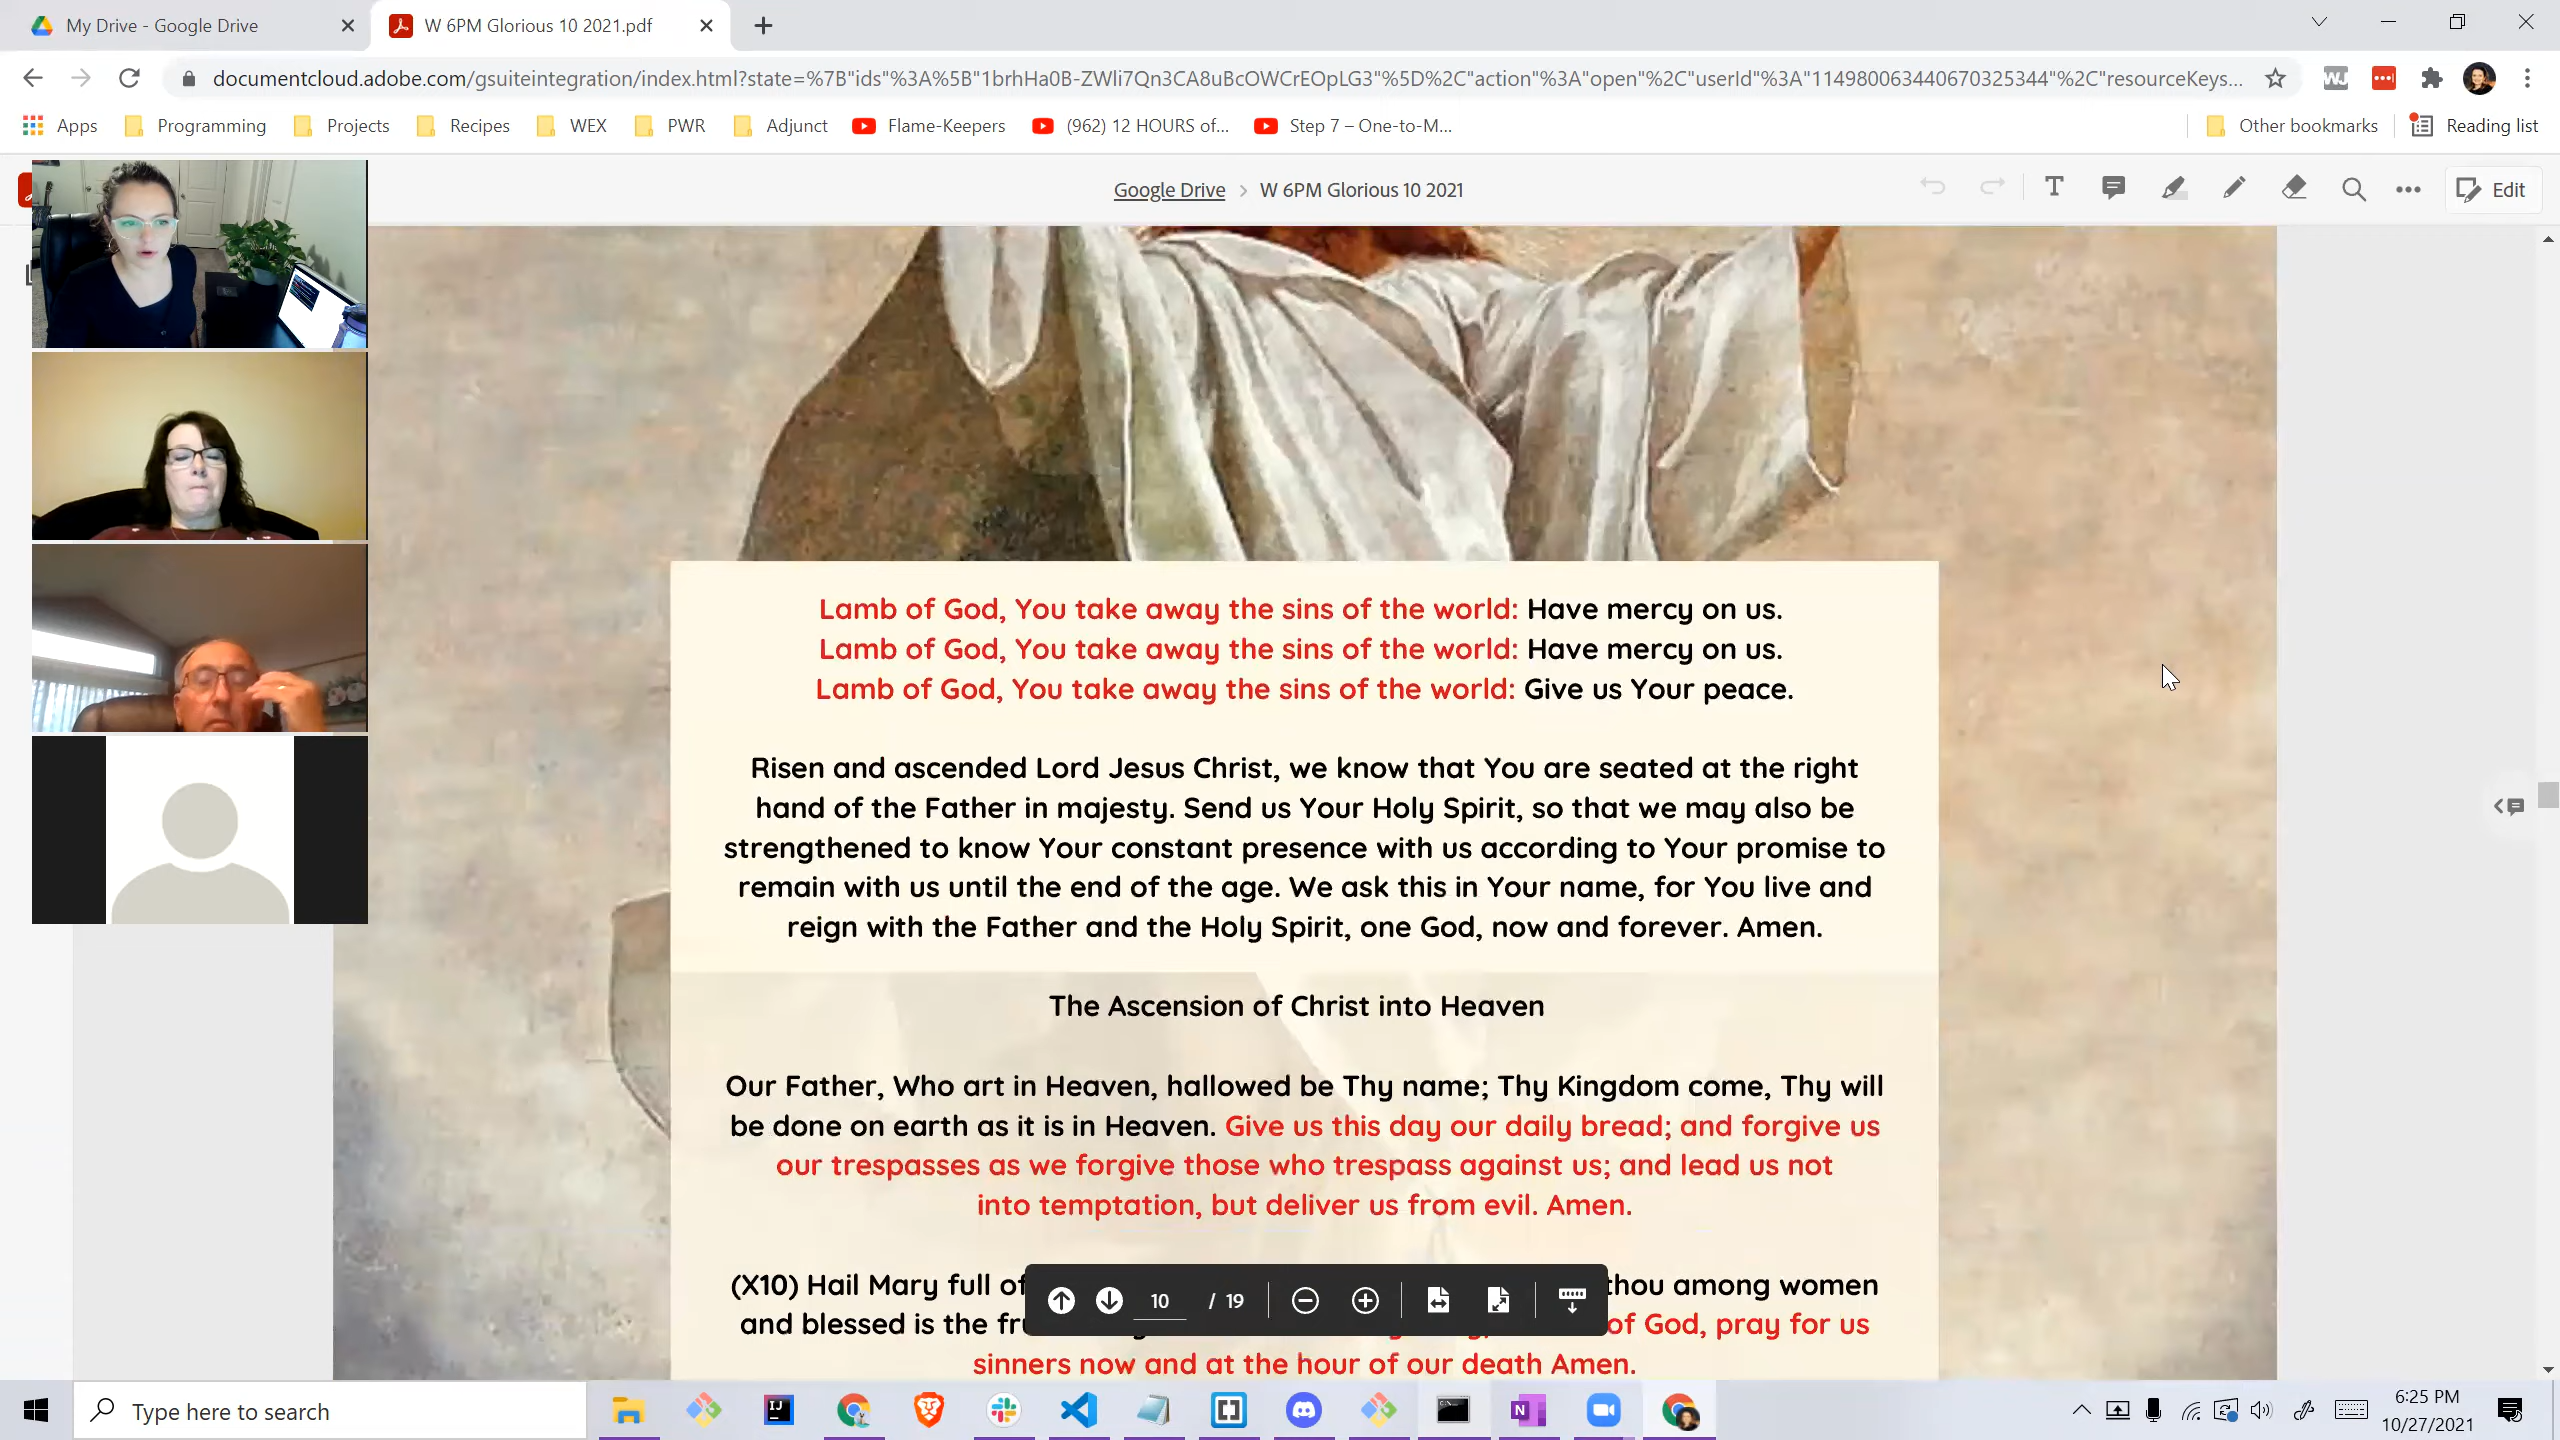 My Drive - Google Drive
W 6PM Glorious 10 2021.pdf
documentcloud.adobe.com/gsuiteintegration/index.html?state=%7B"ids"%3A%5B"1brhHa0B-ZWli7Qn3CA8uBcOWCrEOpLG3"%5D%2C"action"%3A"open"%2C"userId"%3A"114980063440670325344"%2C"resourceKeys...
Apps
Programming
Projects
Recipes
WEX
PWR
Adjunct
Flame-Keepers
(962) 12 HOURS of...
Step 7 – One-to-M...
Other bookmarks
Reading list
Google Drive > W 6PM Glorious 10 2021
Edit
Lamb of God, You take away the sins of the world: Have mercy on us.
Lamb of God, You take away the sins of the world: Have mercy on us.
Lamb of God, You take away the sins of the world: Give us Your peace.
Risen and ascended Lord Jesus Christ, we know that You are seated at the right
hand of the Father in majesty. Send us Your Holy Spirit, so that we may also be
strengthened to know Your constant presence with us according to Your promise to
remain with us until the end of the age. We ask this in Your name, for You live and
reign with the Father and the Holy Spirit, one God, now and forever. Amen.
The Ascension of Christ into Heaven
Our Father, Who art in Heaven, hallowed be Thy name; Thy Kingdom come, Thy will
be done on earth as it is in Heaven. Give us this day our daily bread; and forgive us
our trespasses as we forgive those who trespass against us; and lead us not
into temptation, but deliver us from evil. Amen.
(X10) Hail Mary full of thou among women
and blessed is the of God, pray for us
sinners now and at the hour of our death Amen.
10 / 19
Type here to search
6:25 PM
10/27/2021